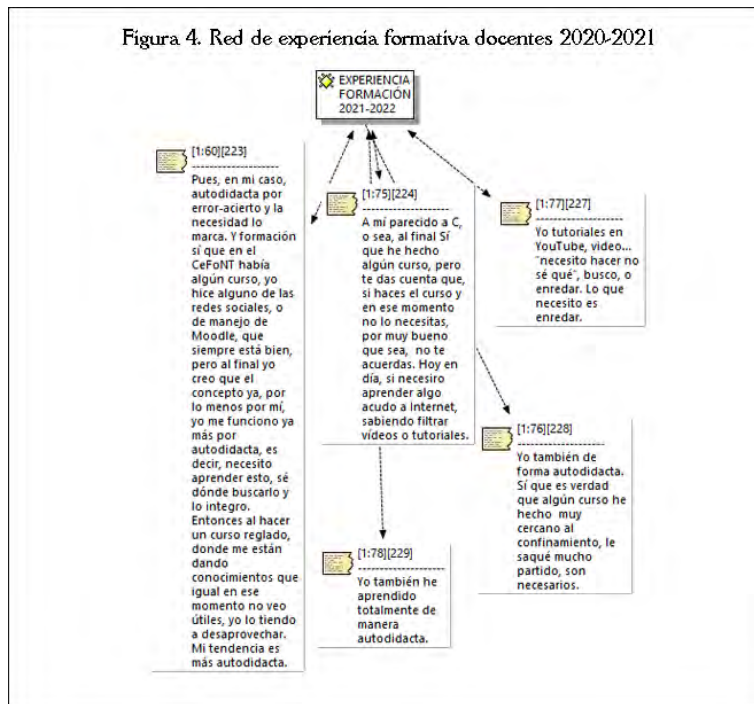 Figura 4. Red de experiencia formativa docentes 2020-2021
EXPERIENCIA
FORMACIÓN
2021-2022
[1:60][223]
Pues, en mi caso,
autodidacta por
error-acierto y la
necesidad lo
marca. Y formación
sí que en el
CeFoNT había
algún curso, yo
hice alguno de las
redes sociales, o
de manejo de
Moodle, que
siempre está bien,
pero al final yo
creo que el
concepto ya, por
lo menos por mí,
yo me funciono ya
más por
autodidacta, es
decir, necesito
aprender esto, sé
dónde buscarlo y
lo integro.
Entonces al hacer
un curso reglado,
donde me están
dando
conocimientos que
igual en ese
momento no veo
útiles, yo lo tiendo
a desaprovechar.
Mi tendencia es
más autodidacta.
[1:75][224]
A mí parecido a C,
o sea, al final Sí
que he hecho
algún curso, pero
te das cuenta que,
si haces el curso y
en ese momento
no lo necesitas,
por muy bueno
que sea, no te
acuerdas. Hoy en
día, si necesiro
aprender algo
acudo a internet,
sabiendo filtrar
vídeos o tutoriales.
[1:77][227]
Yo tutoriales en
YouTube, video...
¨necesito hacer no
sé qué¨, busco, o
enredar. Lo que
necesito es
enredar.
[1:76][228]
Yo también de
forma autodidacta.
Sí que es verdad
que algún curso he
hecho muy
cercano al
confinamiento, le
saqué mucho
partido, son
necesarios.
[1:78][229]
Yo también he
aprendido
totalmente de
manera
autodidacta.